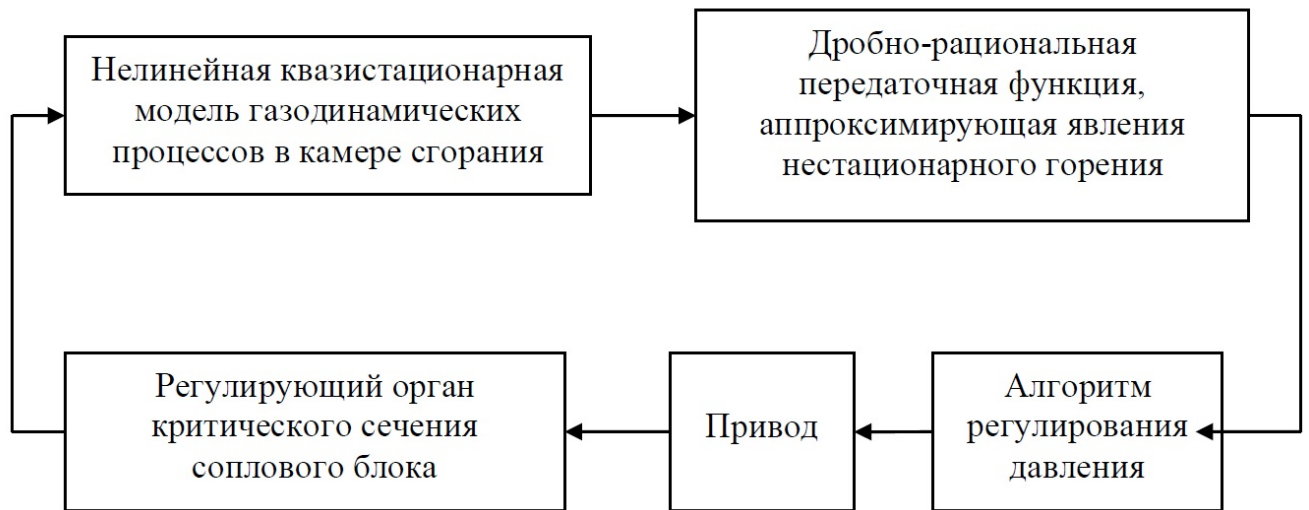 Нелинейная квазистационарная
модель газодинамических
процессов в камере сгорания
Дробно-рациональная
передаточная функция,
аппроксимирующая явления
нестационарного горения
Регулирующий орган
критического сечения
соплового блока
Привод
Алгоритм
регулирования
давления